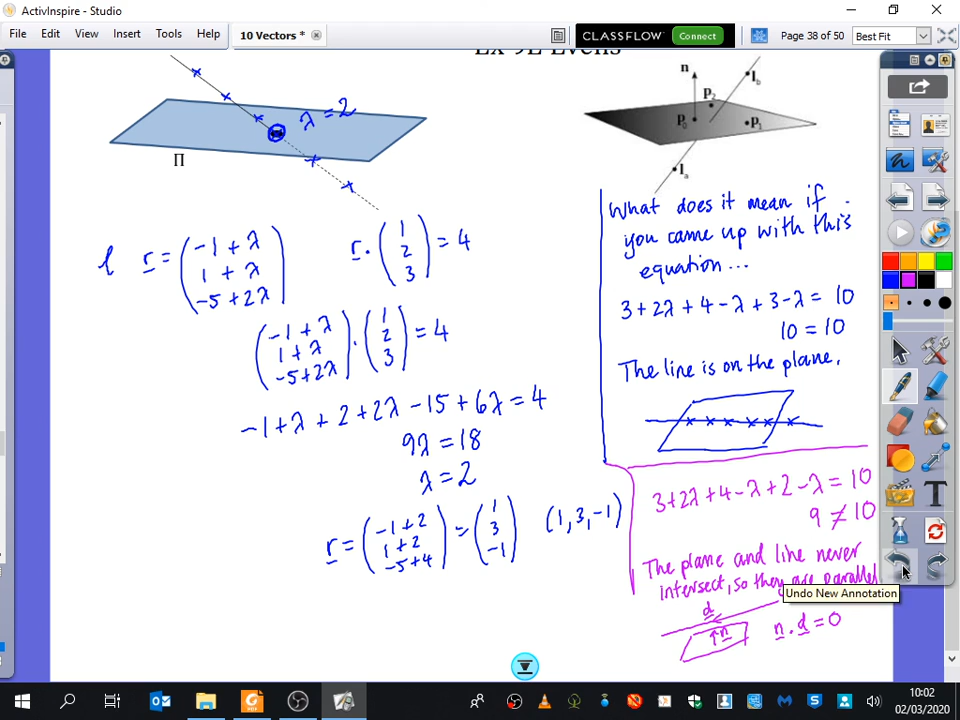 ActivInspire - Studio
File Edit View Insert Tools Help
10 Vectors *
CLASSFLOW Connect
Page 38 of 50
Best Fit
Ex 9E Evens
λ = 2
Π
n
l_b
p_2
p_0
p_1
l_a
l r = (-1 + λ, 1 + λ, -5 + 2λ) r . (1, 2, 3) = 4
(-1 + λ, 1 + λ, -5 + 2λ) . (1, 2, 3) = 4
-1 + λ + 2 + 2λ - 15 + 6λ = 4
9λ = 18
λ = 2
r = (-1 + 2, 1 + 2, -5 + 4) = (1, 3, -1) (1, 3, -1)
What does it mean if
you came up with this
equation...
3 + 2λ + 4 - λ + 3 - λ = 10
10 = 10
The line is on the plane.
3 + 2λ + 4 - λ + 2 - λ = 10
9 ≠ 10
The plane and line never
intersect, so they are parallel
d
n
n . d = 0
Undo New Annotation
10:02
02/03/2020